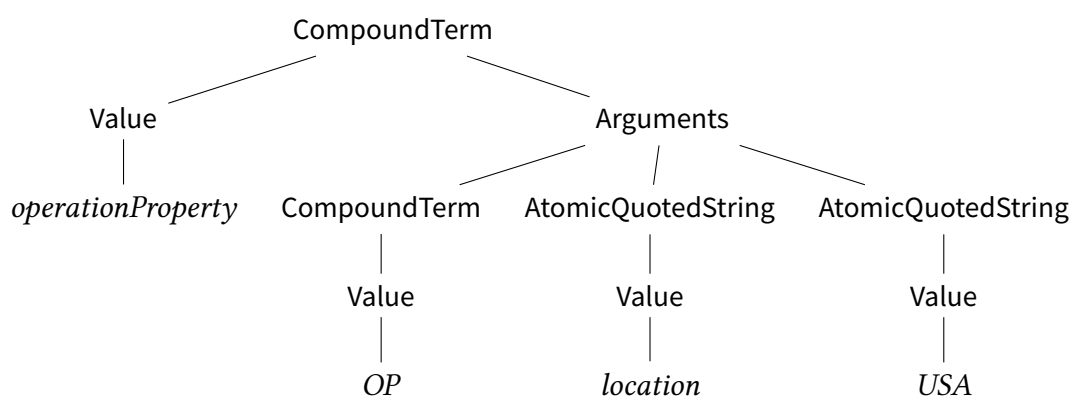 CompoundTerm
Value Arguments
operationProperty CompoundTerm AtomicQuotedString AtomicQuotedString
Value Value Value
OP location USA